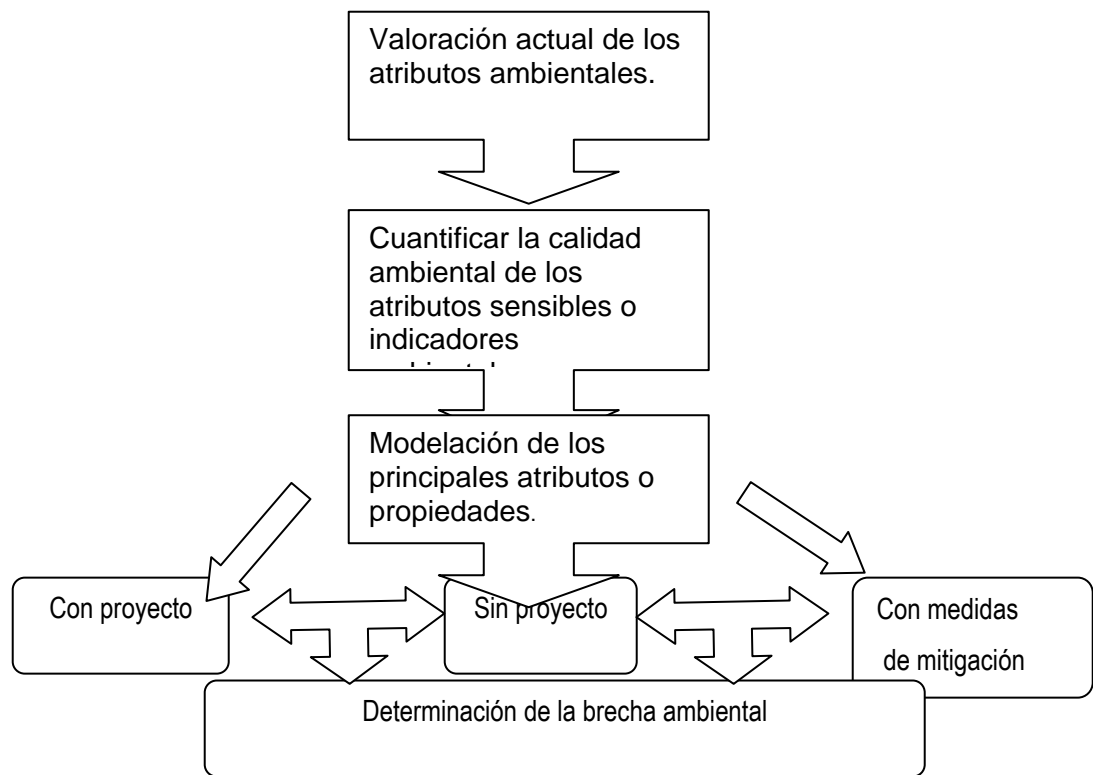 Valoración actual de los
atributos ambientales.
Cuantificar la calidad
ambiental de los
atributos sensibles o
indicadores
Modelación de los
principales atributos o
propiedades.
Con proyecto
Sin proyecto
Con medidas
de mitigación
Determinación de la brecha ambiental